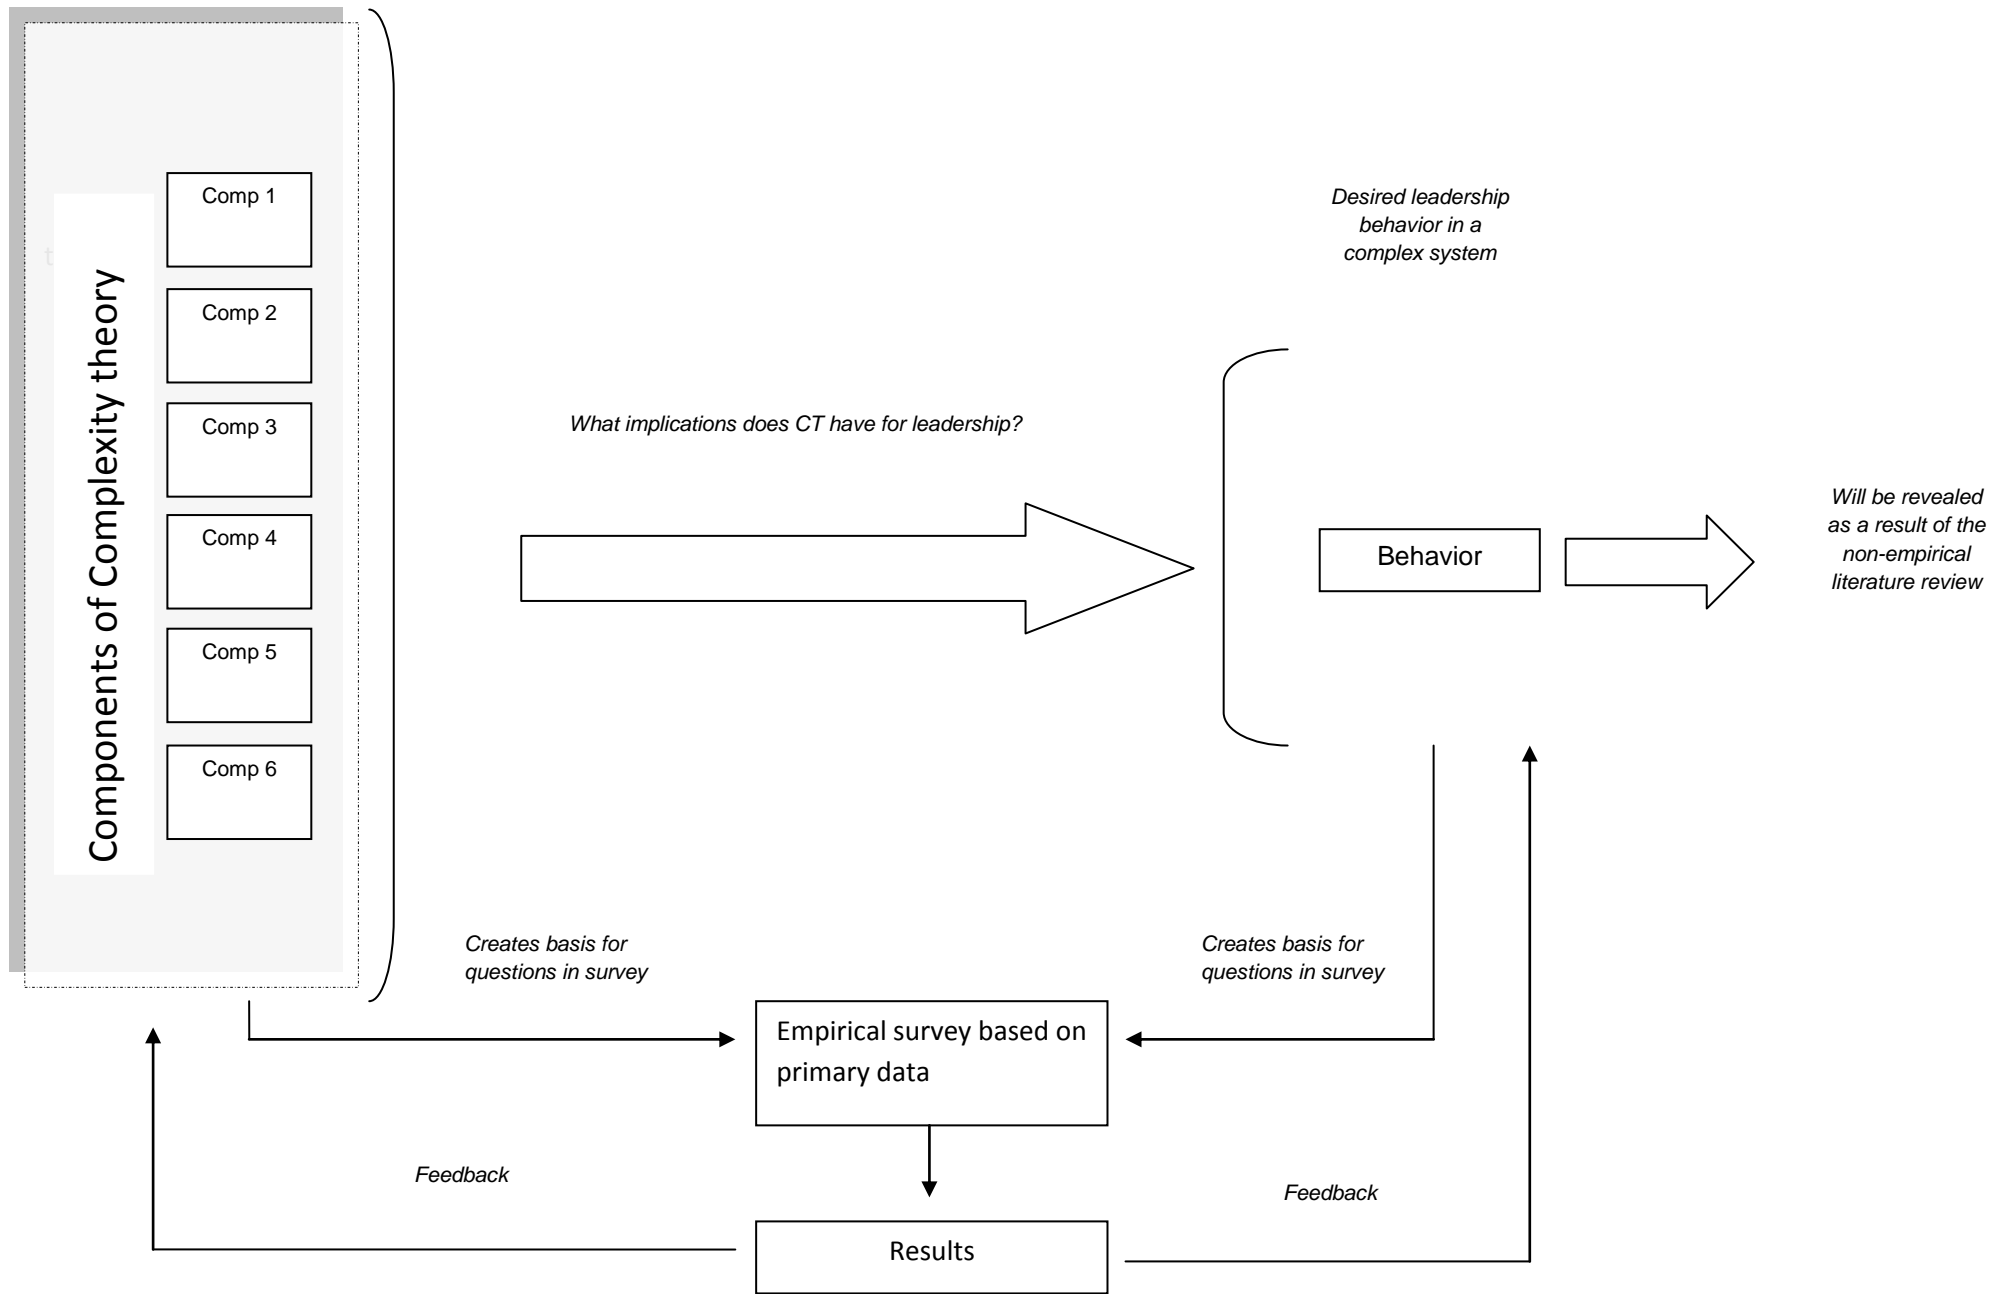 Components of Complexity theory
t
Comp 1
Comp 2
Comp 3
Comp 4
Comp 5
Comp 6
What implications does CT have for leadership?
Desired leadership
behavior in a
complex system
Behavior
Will be revealed
as a result of the
non-empirical
literature review
Creates basis for
questions in survey
Creates basis for
questions in survey
Empirical survey based on
primary data
Feedback
Feedback
Results